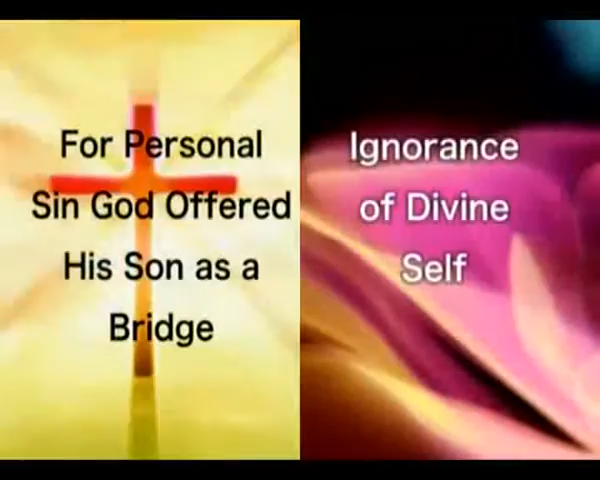 For Personal
Sin God Offered
His Son as a
Bridge
Ignorance
of Divine
Self